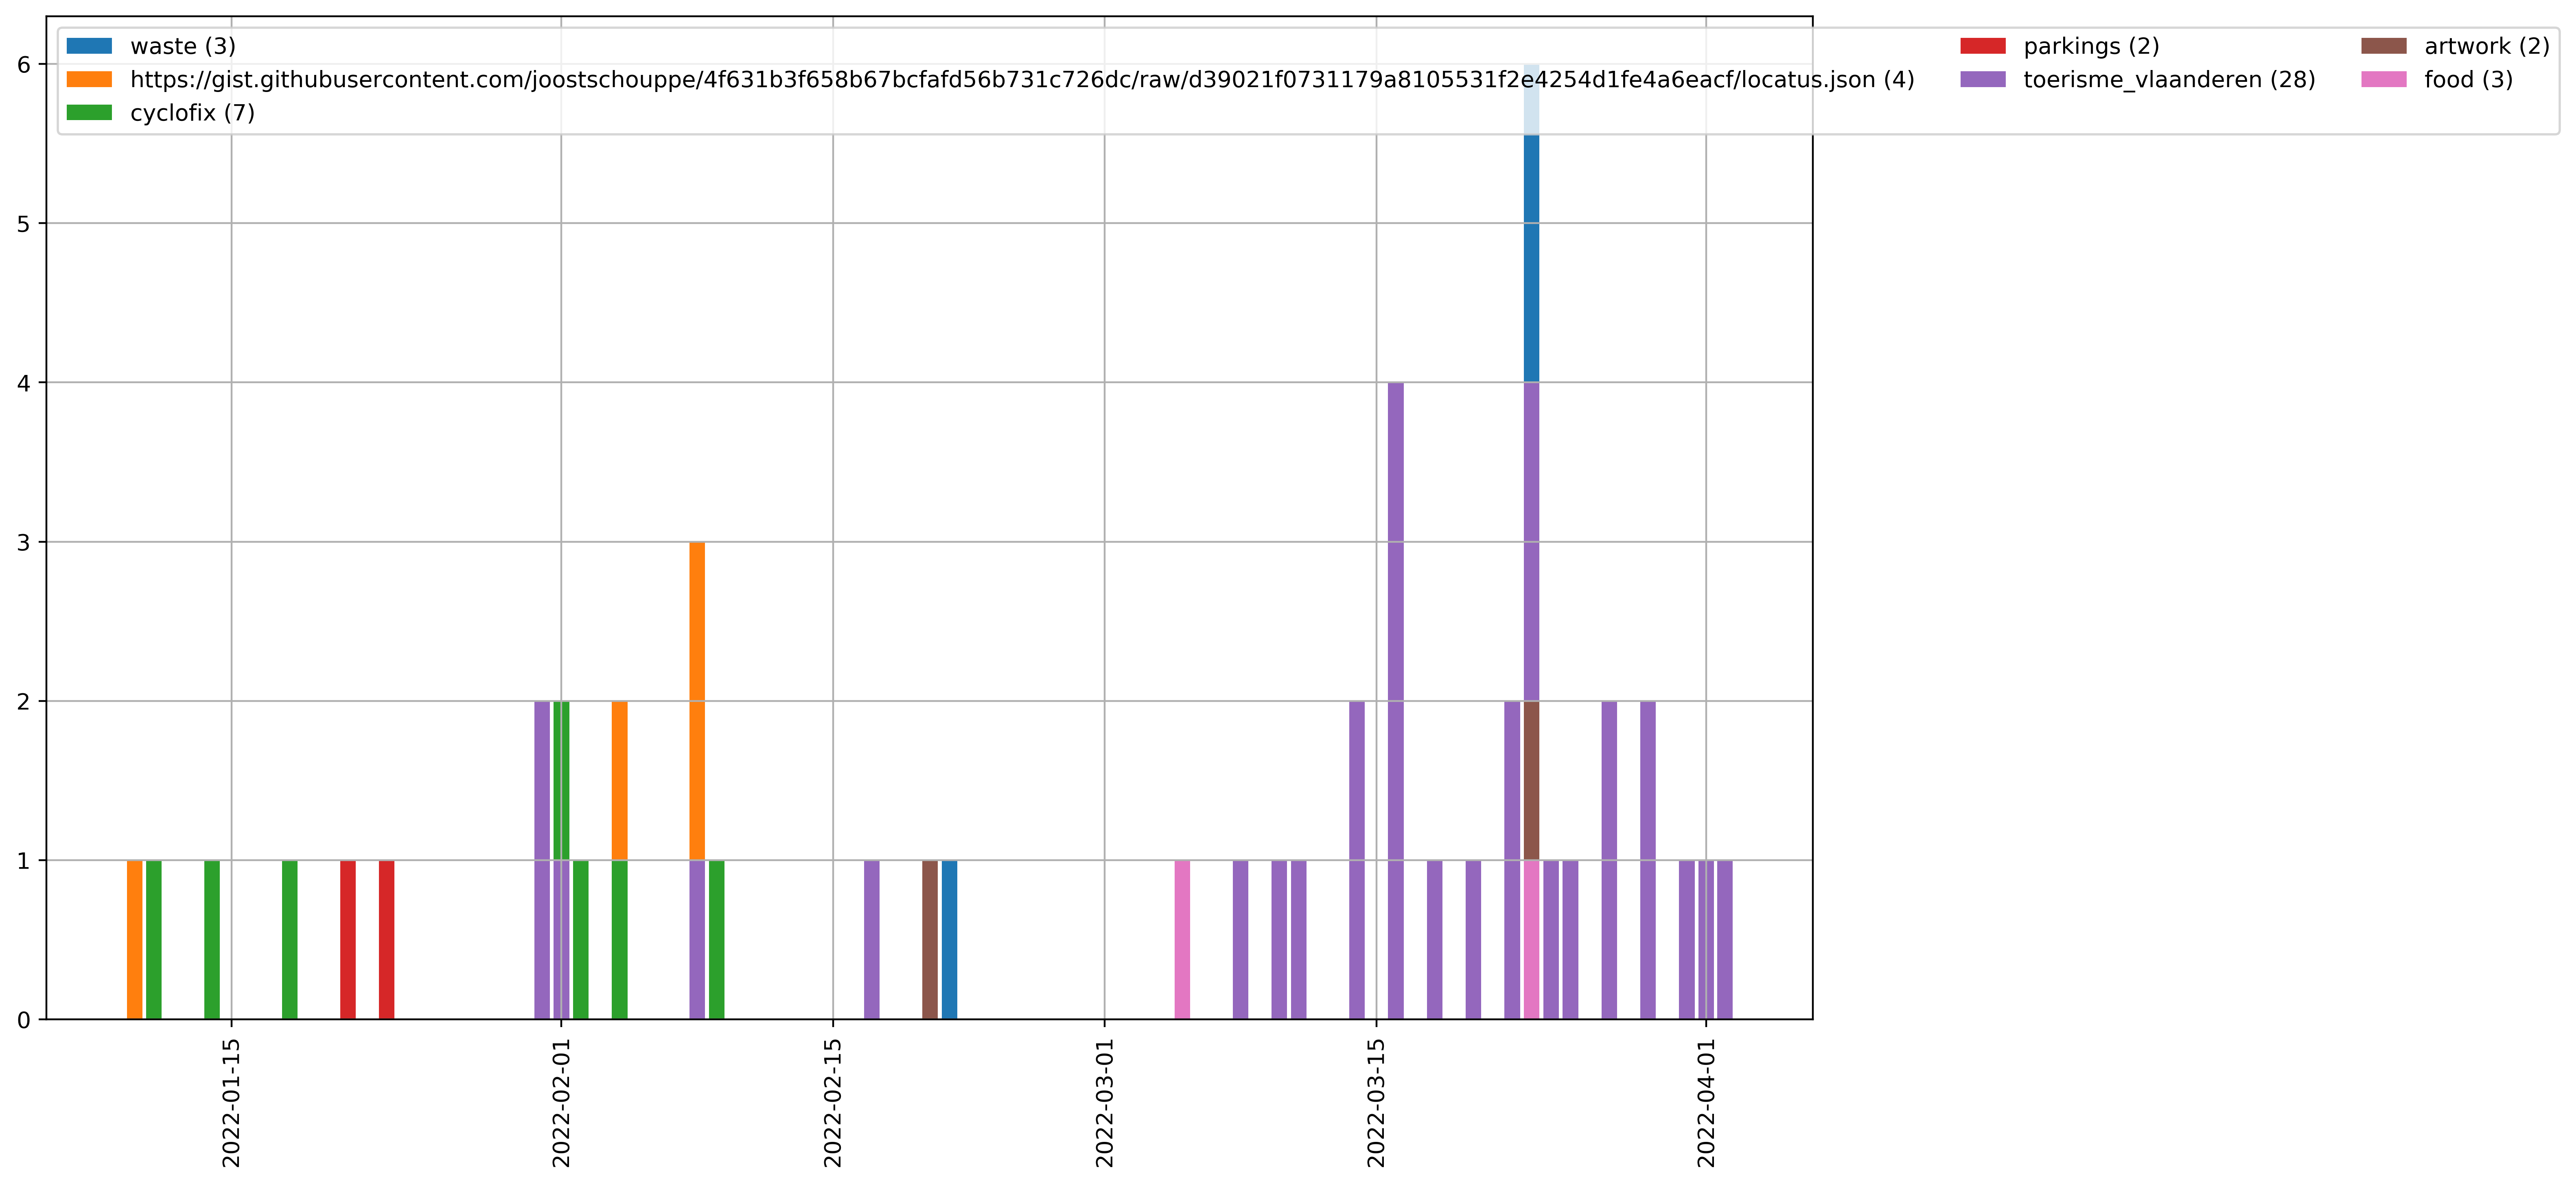 waste (3)
https://gist.githubusercontent.com/joostschouppe/4f631b3f658b67bcfafd56b731c726dc/raw/d39021f0731179a8105531f2e4254d1fe4a6eacf/locatus.json (4)
cyclofix (7)
parkings (2)
toerisme_vlaanderen (28)
artwork (2)
food (3)
6
5
4
3
2
1
0
2022-01-15
2022-02-01
2022-02-15
2022-03-01
2022-03-15
2022-04-01